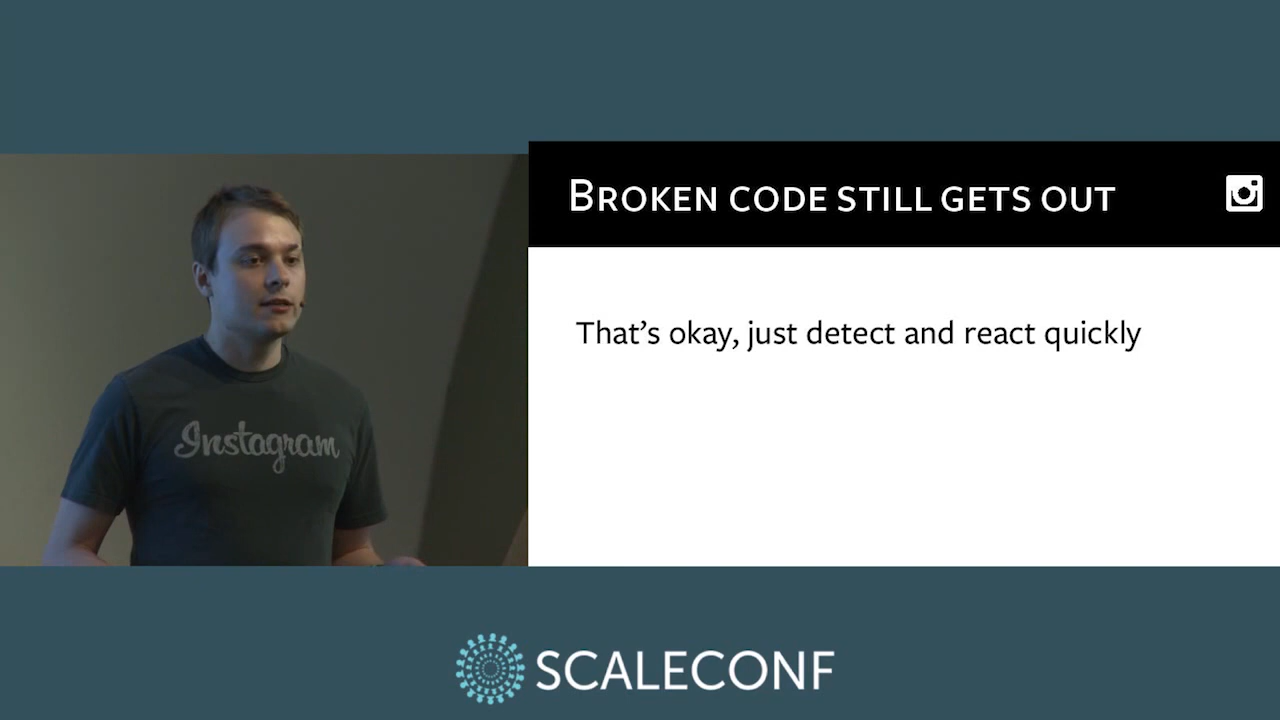 Broken code still gets out
That's okay, just detect and react quickly
Instagram
SCALECONF